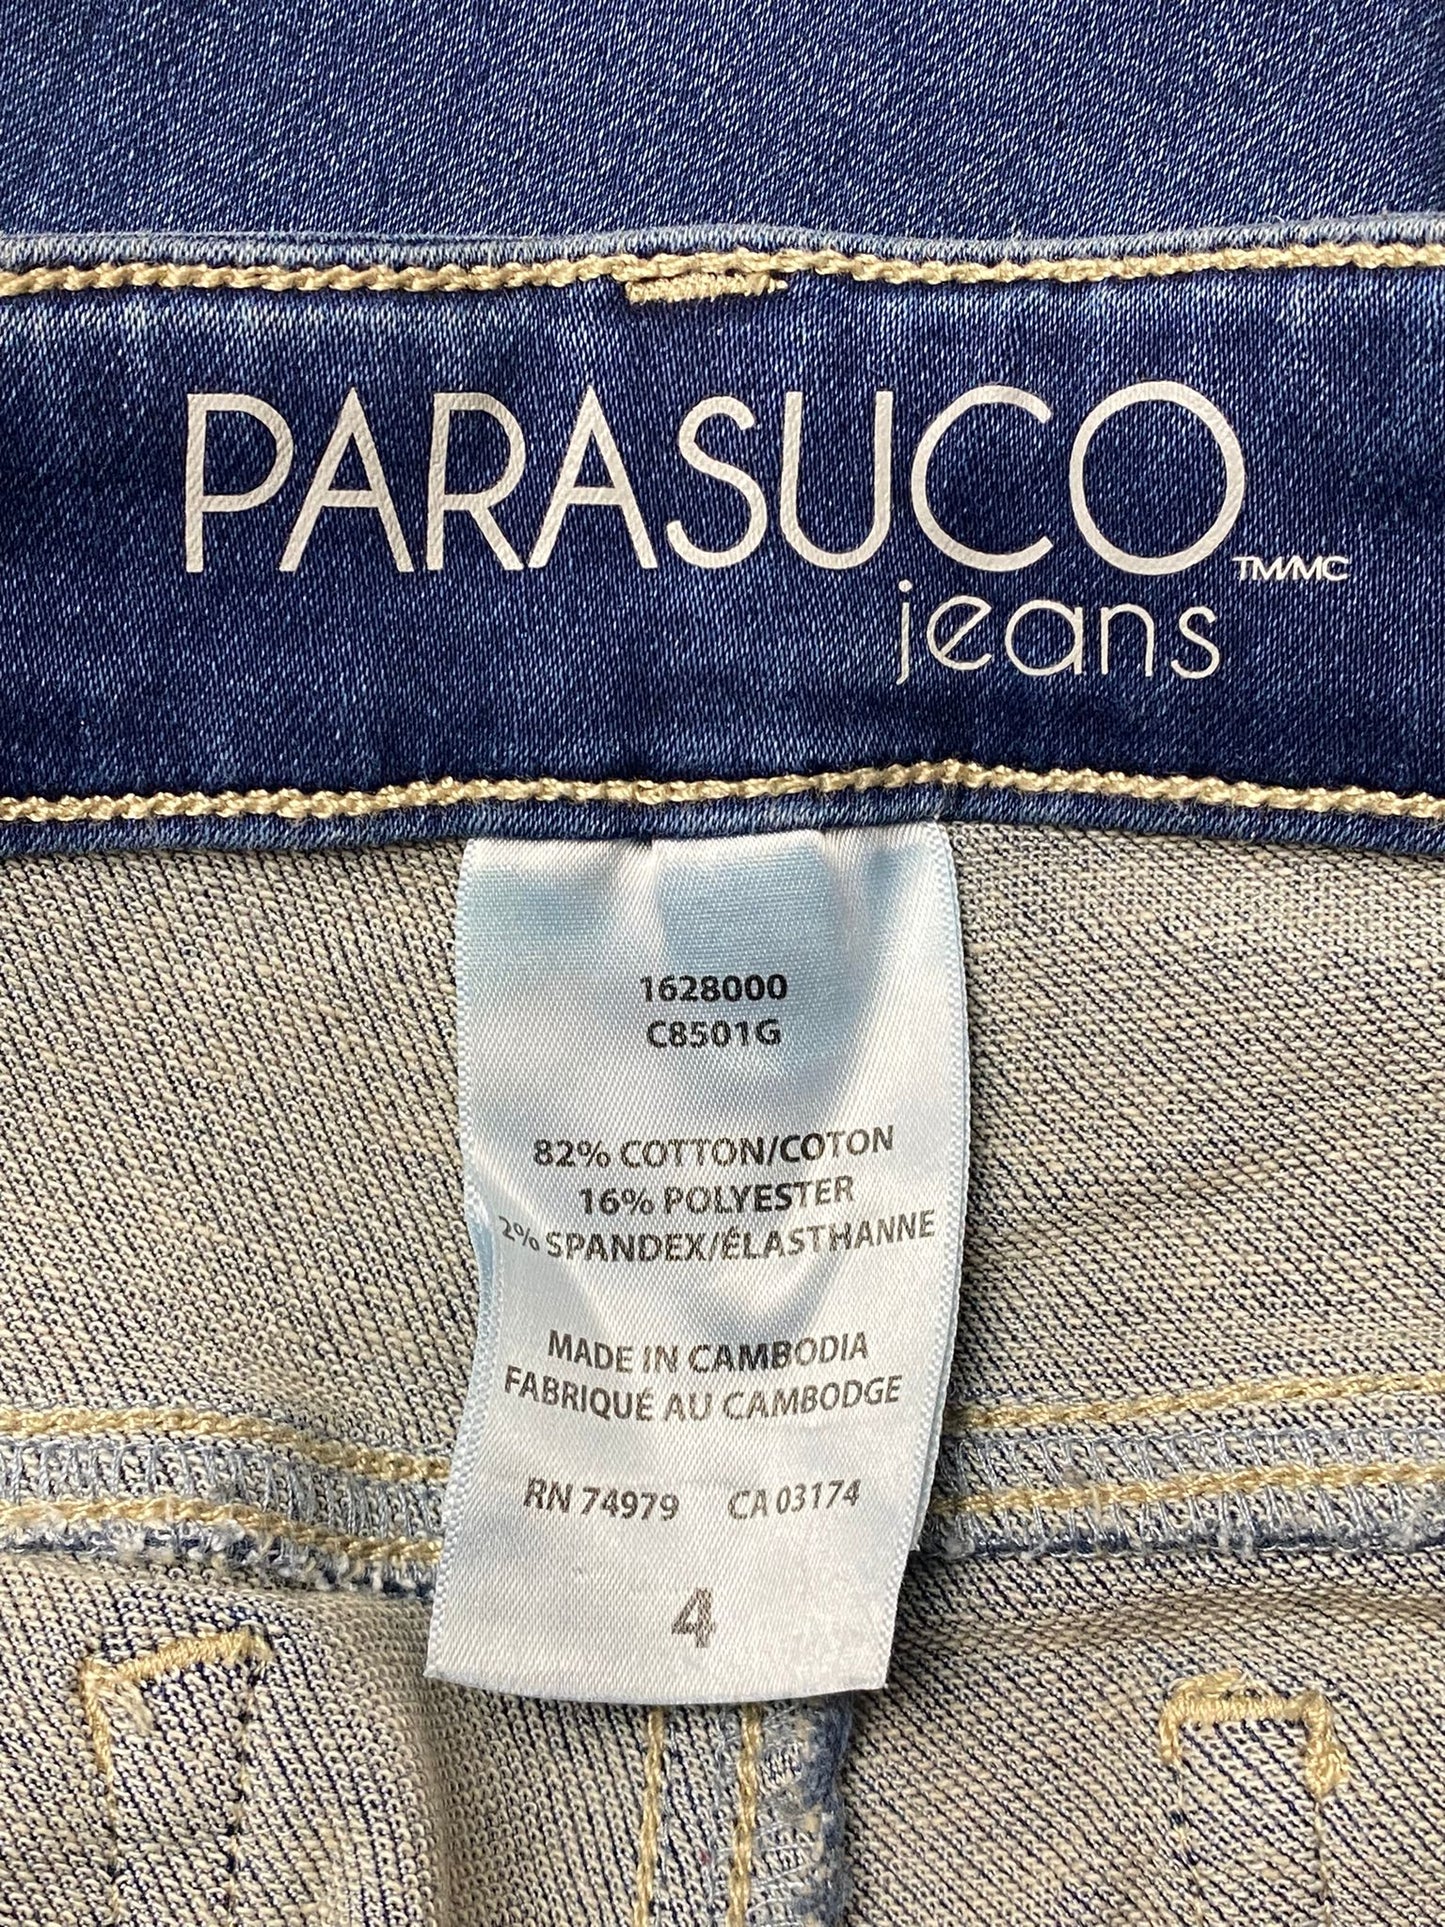 PARASUCO TM/MC
jeans
1628000
C8501G
82% COTTON/COTON
16% POLYESTER
2% SPANDEX/ÉLASTHANNE
MADE IN CAMBODIA
FABRIQUÉ AU CAMBODGE
RN 74979 CA 03174
4